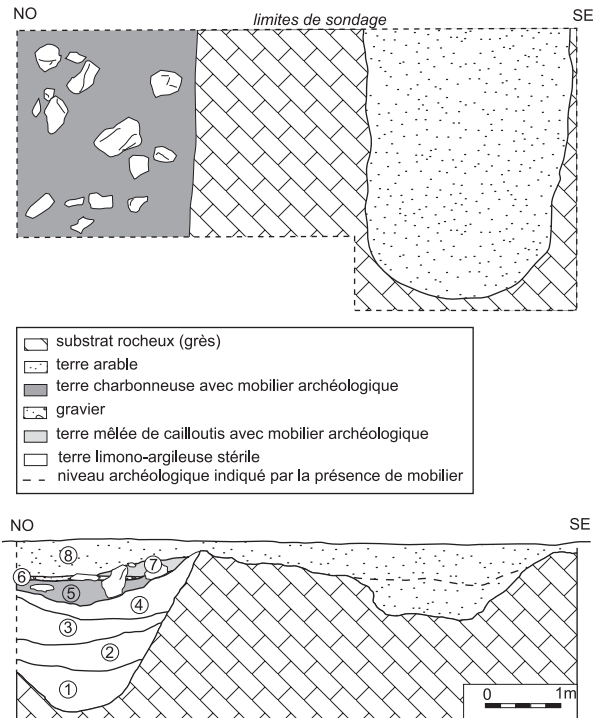 NO
limites de sondage
SE
substrat rocheux (grès)
terre arable
terre charbonneuse avec mobilier archéologique
gravier
terre mêlée de cailloutis avec mobilier archéologique
terre limono-argileuse stérile
niveau archéologique indiqué par la présence de mobilier
NO
SE
8
7
6
5
4
3
2
1
0 1m